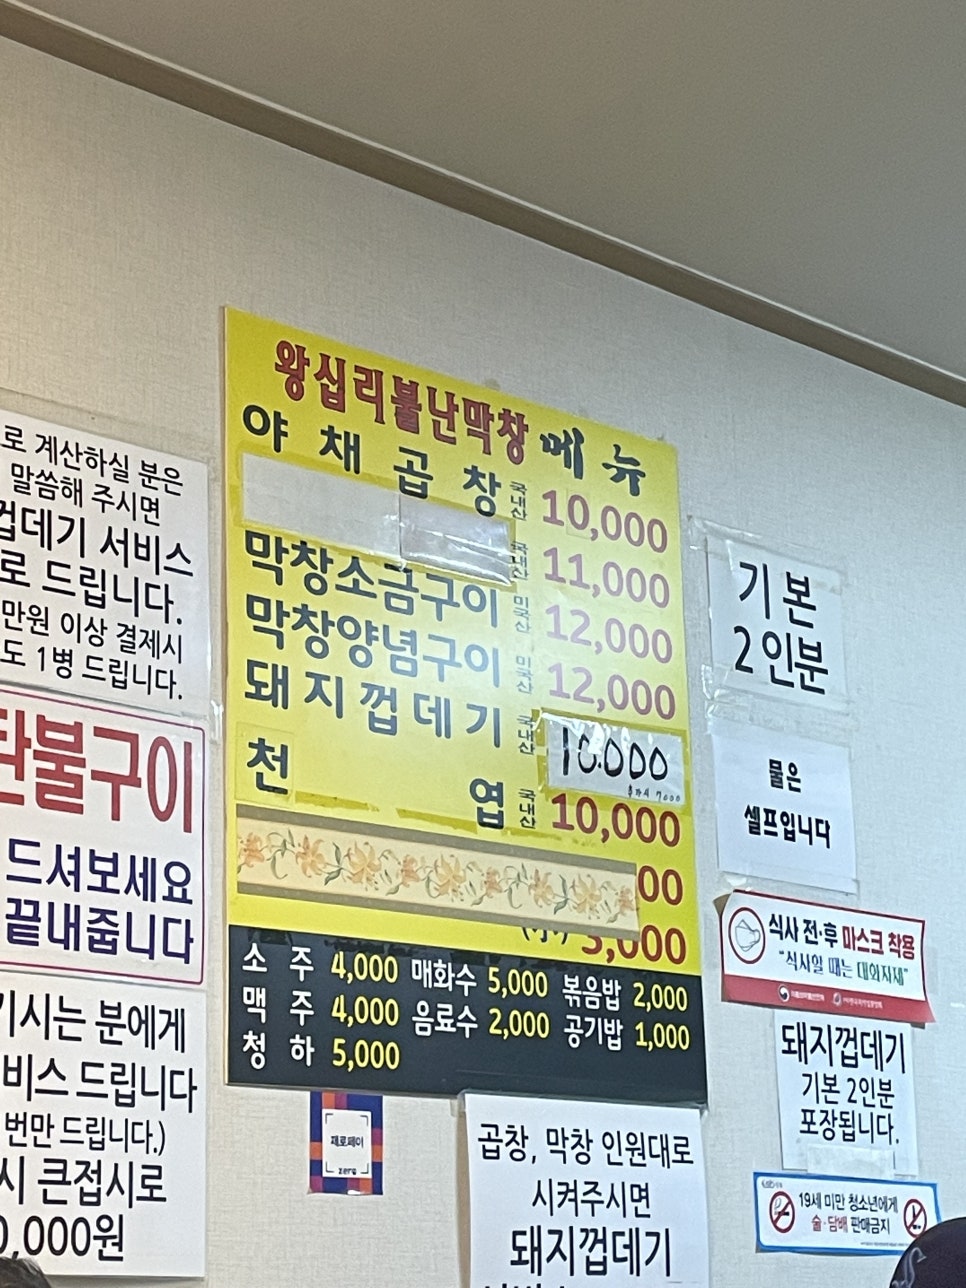 왕십리불난막창 메뉴
야채곱창 국내산 10,000
국내산 11,000
막창소금구이 미국산 12,000
막창양념구이 미국산 12,000
돼지껍데기 국내산 10.000
추가시 7000
천엽 국내산 10,000
00
3,000
소주 4,000 매화수 5,000 볶음밥 2,000
맥주 4,000 음료수 2,000 공기밥 1,000
청하 5,000
로 계산하실 분은
말씀해 주시면
껍데기 서비스
로 드립니다.
만원 이상 결제시
도 1병 드립니다.
탄불구이
드셔보세요
끝내줍니다
기시는 분에게
비스 드립니다
번만 드립니다.)
시 큰접시로
0,000원
제로페이
zero
곱창, 막창 인원대로
시켜주시면
돼지껍데기
기본
2인분
물은
셀프입니다
식사 전·후 마스크 착용
"식사할 때는 대화자제"
돼지껍데기
기본 2인분
포장됩니다.
19세 미만 청소년에게
술·담배 판매금지